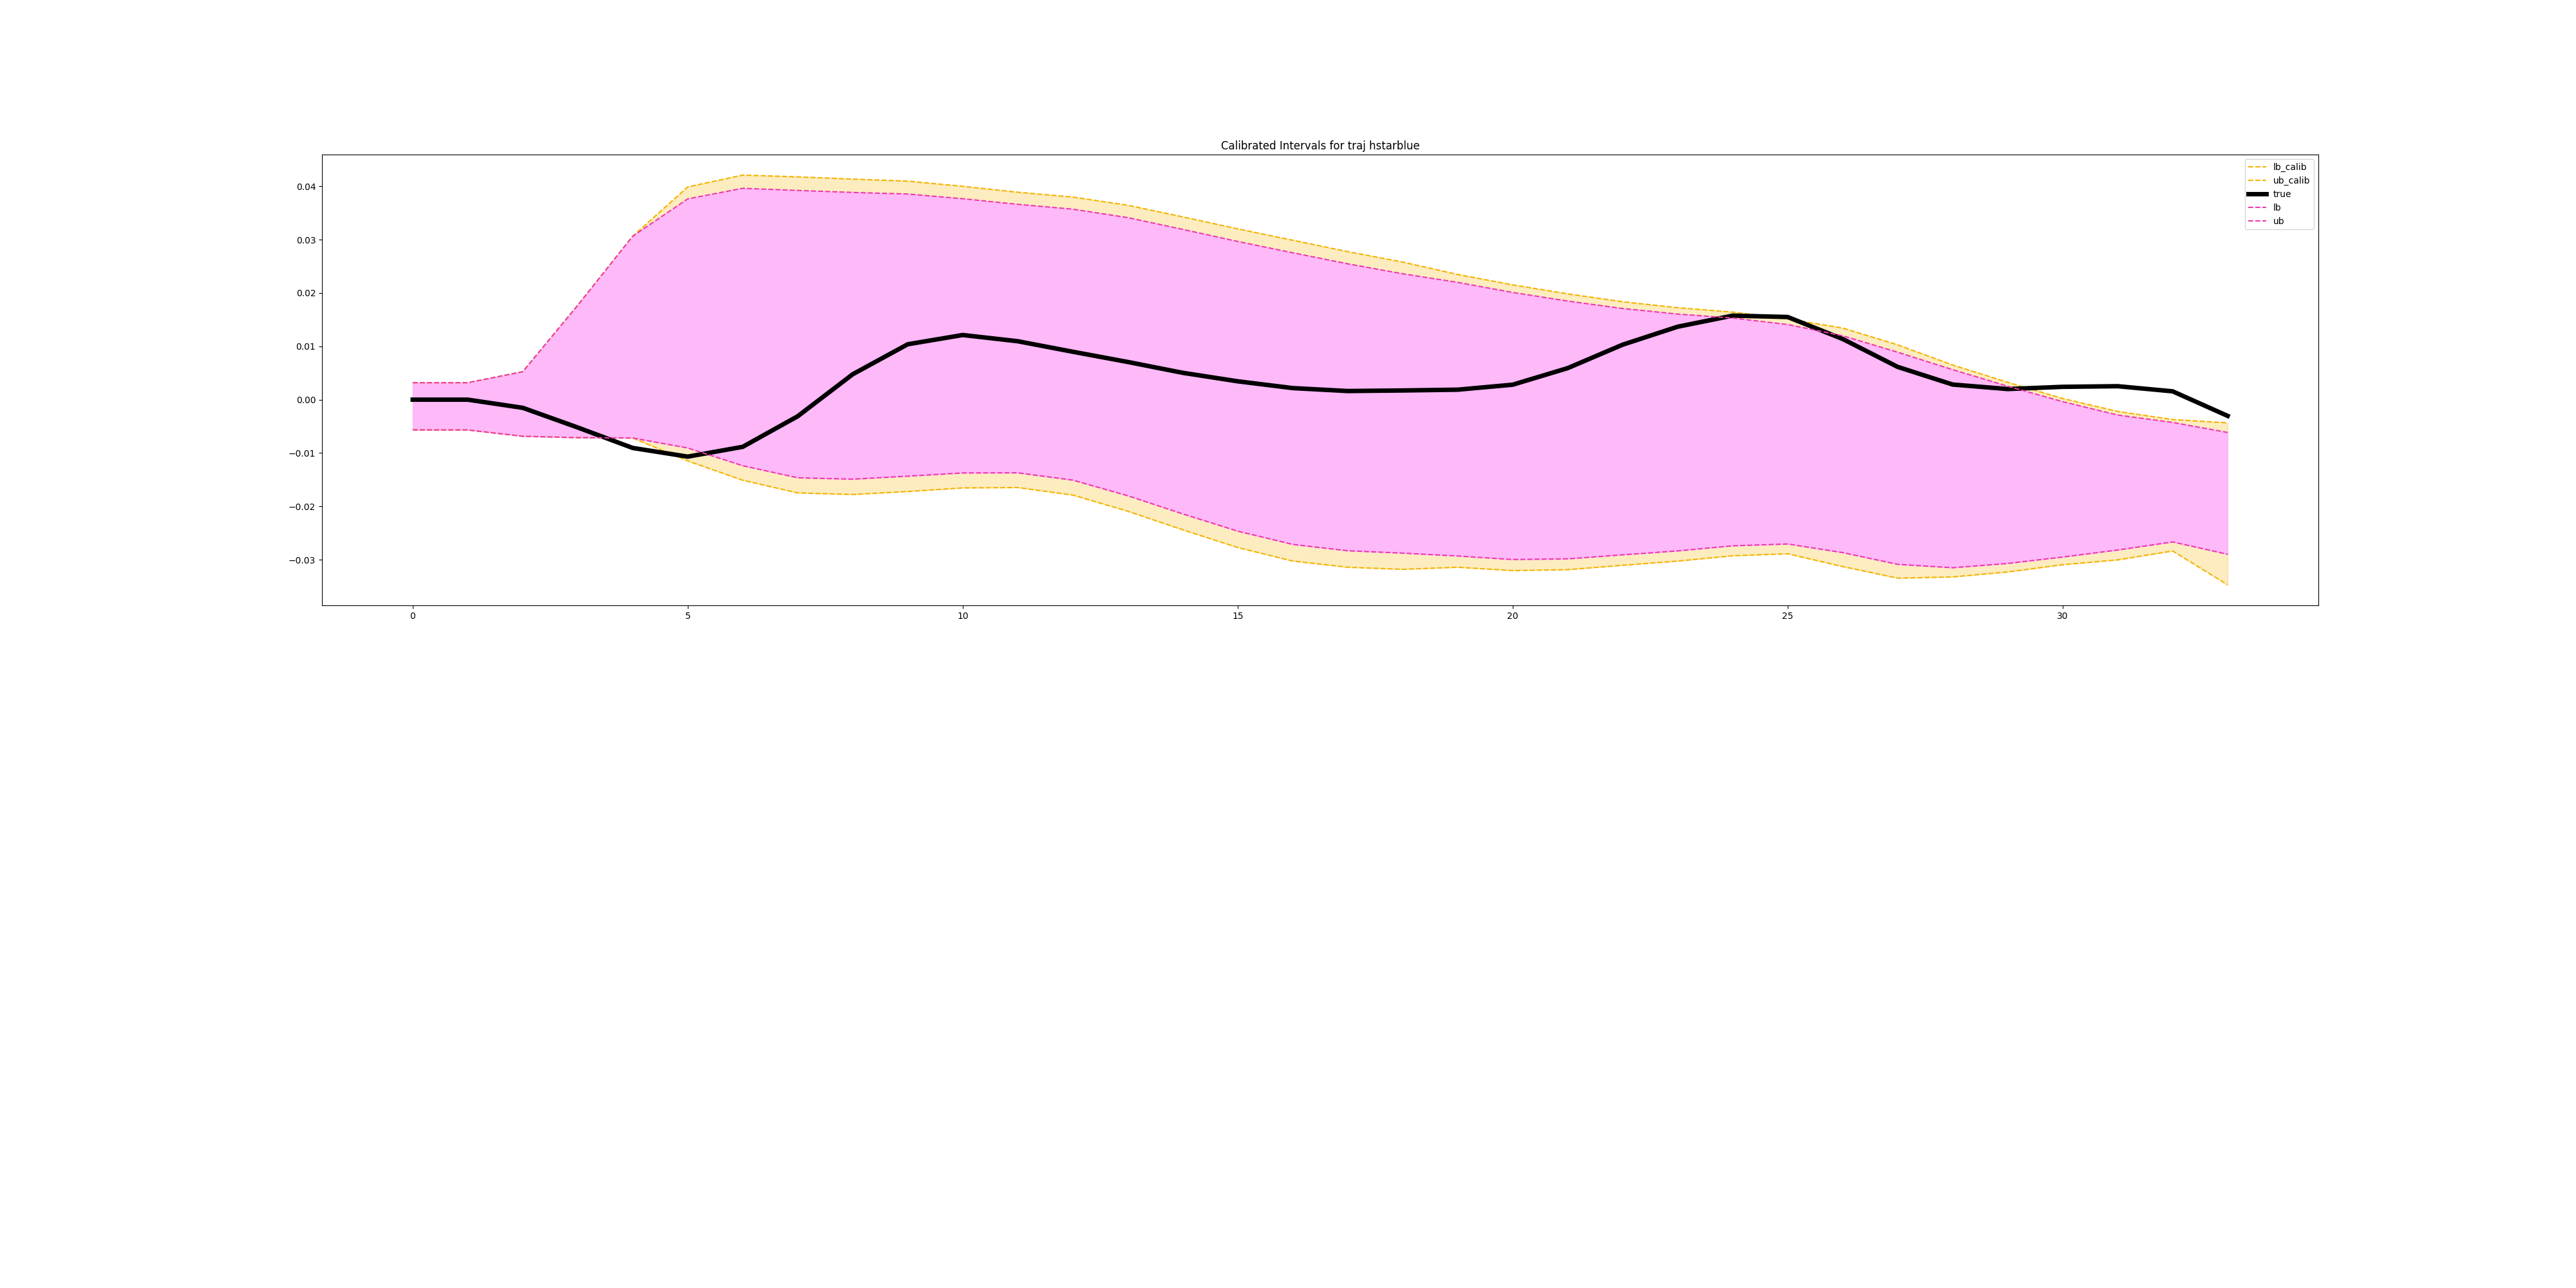 Calibrated Intervals for traj hstarblue
lb_calib
ub_calib
true
lb
ub
0.04
0.03
0.02
0.01
0.00
−0.01
−0.02
−0.03
0 5 10 15 20 25 30